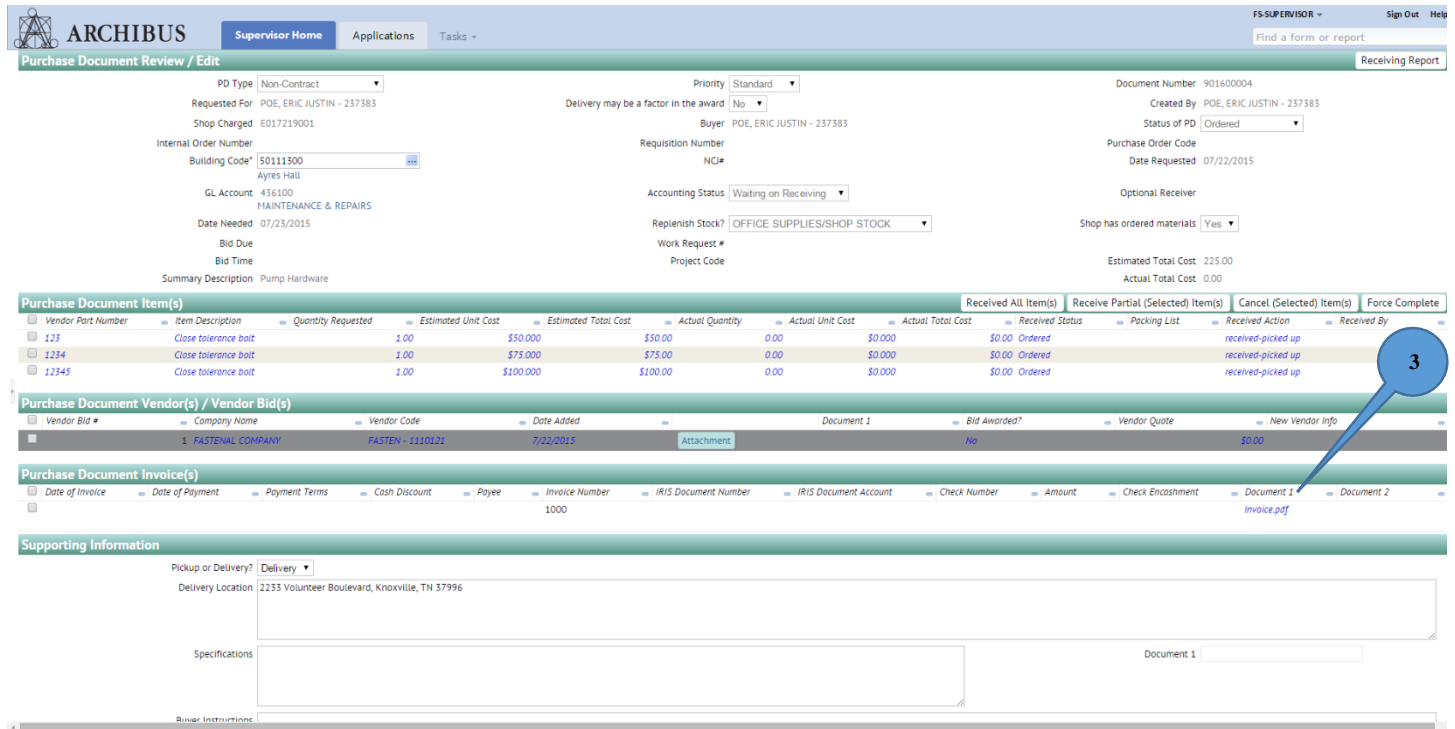 FS-SUPERVISOR Sign Out Help
ARCHIBUS Supervisor Home Applications Tasks Find a form or report
Purchase Document Review / Edit Receiving Report
PD Type Non-Contract Priority Standard Document Number 901600004
Requested For POE, ERIC JUSTIN - 237383 Delivery may be a factor in the award No Created By POE, ERIC JUSTIN - 237383
Shop Charged E017219001 Buyer POE, ERIC JUSTIN - 237383 Status of PD Ordered
Internal Order Number Requisition Number Purchase Order Code
Building Code* 50111300 ... NCJ# Date Requested 07/22/2015
Ayres Hall
GL Account 436100 Accounting Status Waiting on Receiving Optional Receiver
MAINTENANCE & REPAIRS
Date Needed 07/23/2015 Replenish Stock? OFFICE SUPPLIES/SHOP STOCK Shop has ordered materials Yes
Bid Due Work Request #
Bid Time Project Code Estimated Total Cost 225.00
Summary Description Pump Hardware Actual Total Cost 0.00
Purchase Document Item(s) Received All Item(s) Receive Partial (Selected) Item(s) Cancel (Selected) Item(s) Force Complete
Vendor Part Number Item Description Quantity Requested Estimated Unit Cost Estimated Total Cost Actual Quantity Actual Unit Cost Actual Total Cost Received Status Packing List Received Action Received By
123 Close tolerance bolt 1.00 $50.000 $50.00 0.00 $0.000 $0.00 Ordered received-picked up
1234 Close tolerance bolt 1.00 $75.000 $75.00 0.00 $0.000 $0.00 Ordered received-picked up
12345 Close tolerance bolt 1.00 $100.000 $100.00 0.00 $0.000 $0.00 Ordered received-picked up
3
Purchase Document Vendor(s) / Vendor Bid(s)
Vendor Bid # Company Name Vendor Code Date Added Document 1 Bid Awarded? Vendor Quote New Vendor Info
1 FASTENAL COMPANY FASTEN - 1110121 7/22/2015 Attachment No $0.00
Purchase Document Invoice(s)
Date of Invoice Date of Payment Payment Terms Cash Discount Payee Invoice Number IRIS Document Number IRIS Document Account Check Number Amount Check Encashment Document 1 Document 2
1000 Invoice.pdf
Supporting Information
Pickup or Delivery? Delivery
Delivery Location 2233 Volunteer Boulevard, Knoxville, TN 37996
Specifications Document 1
Buyer Instructions